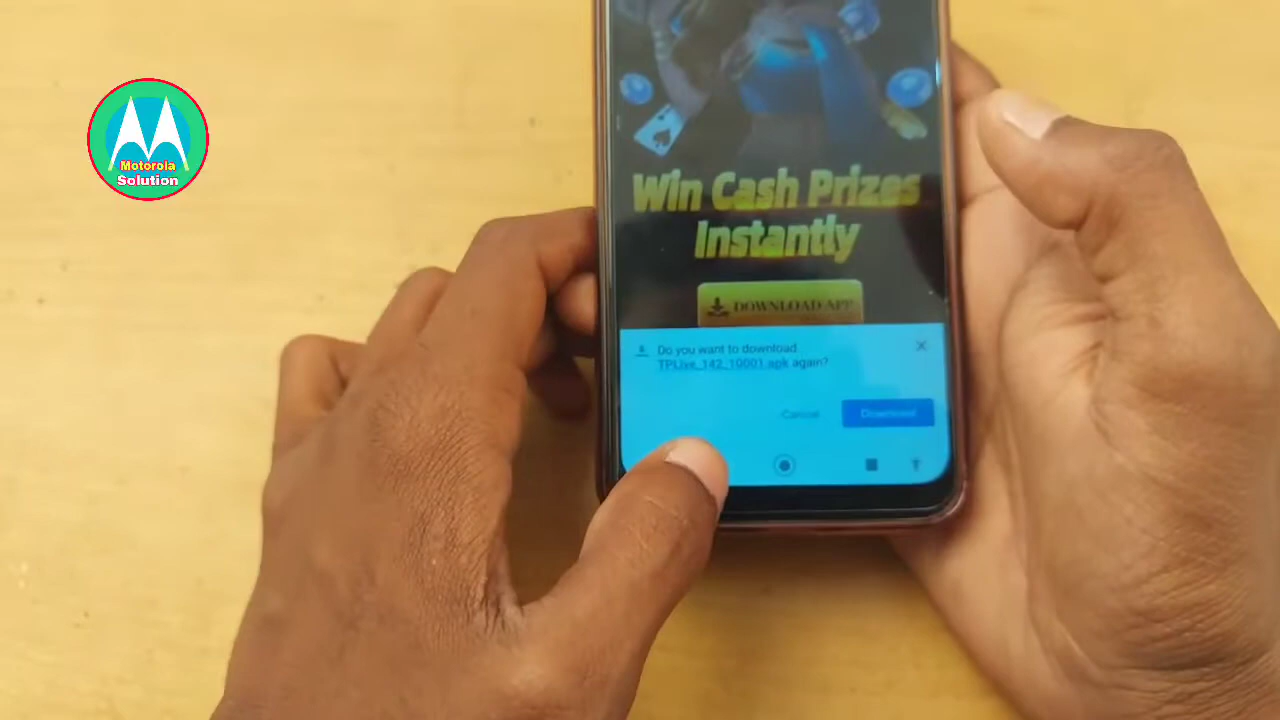 Motorola
Solution
Win Cash Prizes
Instantly
DOWNLOAD APP
Do you want to download
TPLive_142_10001.apk again?
Cancel
Download